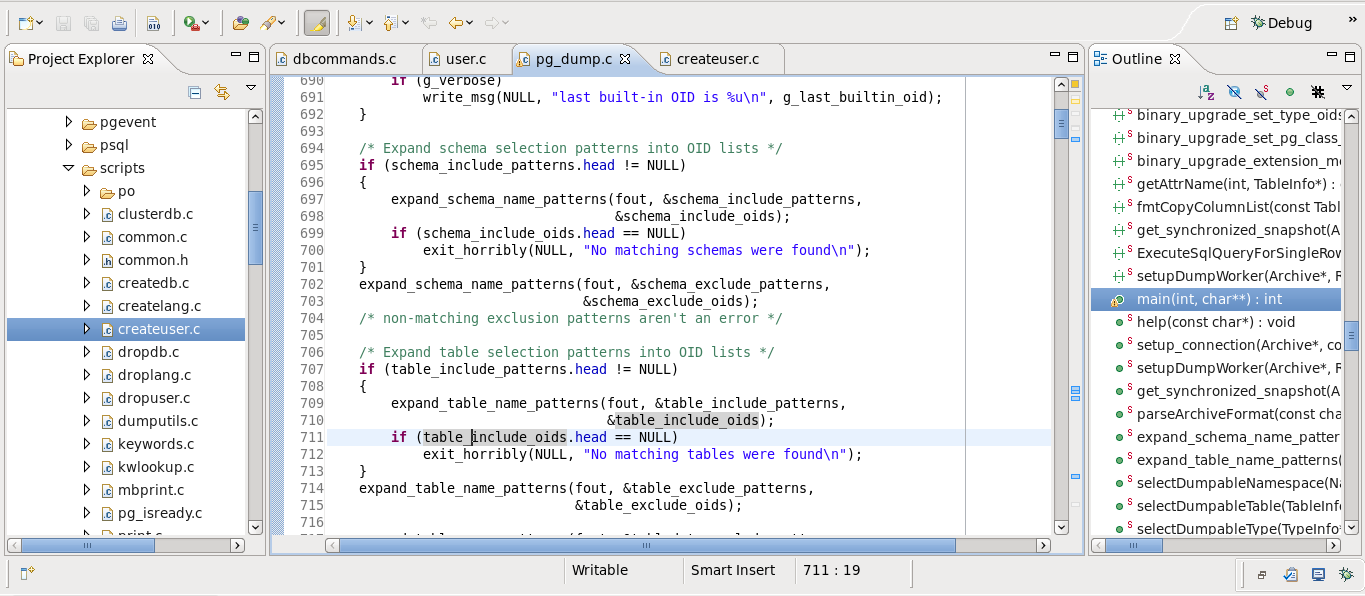 Debug
Project Explorer
pgevent
psql
scripts
po
clusterdb.c
common.c
common.h
createdb.c
createlang.c
createuser.c
dropdb.c
droplang.c
dropuser.c
dumputils.c
keywords.c
kwlookup.c
mbprint.c
pg_isready.c
print.c
dbcommands.c
user.c
pg_dump.c
createuser.c
690 if (g_verbose)
691 write_msg(NULL, "last built-in OID is %u\n", g_last_builtin_oid);
692 }
693
694 /* Expand schema selection patterns into OID lists */
695 if (schema_include_patterns.head != NULL)
696 {
697 expand_schema_name_patterns(fout, &schema_include_patterns,
698 &schema_include_oids);
699 if (schema_include_oids.head == NULL)
700 exit_horribly(NULL, "No matching schemas were found\n");
701 }
702 expand_schema_name_patterns(fout, &schema_exclude_patterns,
703 &schema_exclude_oids);
704 /* non-matching exclusion patterns aren't an error */
705
706 /* Expand table selection patterns into OID lists */
707 if (table_include_patterns.head != NULL)
708 {
709 expand_table_name_patterns(fout, &table_include_patterns,
710 &table_include_oids);
711 if (table_include_oids.head == NULL)
712 exit_horribly(NULL, "No matching tables were found\n");
713 }
714 expand_table_name_patterns(fout, &table_exclude_patterns,
715 &table_exclude_oids);
716
Outline
binary_upgrade_set_type_oids
binary_upgrade_set_pg_class_
binary_upgrade_extension_me
getAttrName(int, TableInfo*) :
fmtCopyColumnList(const Tabl
get_synchronized_snapshot(A
ExecuteSqlQueryForSingleRow
setupDumpWorker(Archive*, R
main(int, char**) : int
help(const char*) : void
setup_connection(Archive*, co
setupDumpWorker(Archive*, R
get_synchronized_snapshot(A
parseArchiveFormat(const cha
expand_schema_name_patter
expand_table_name_patterns(
selectDumpableNamespace(Na
selectDumpableTable(TableInfo
selectDumpableType(TypeInfo*
Writable
Smart Insert
711 : 19